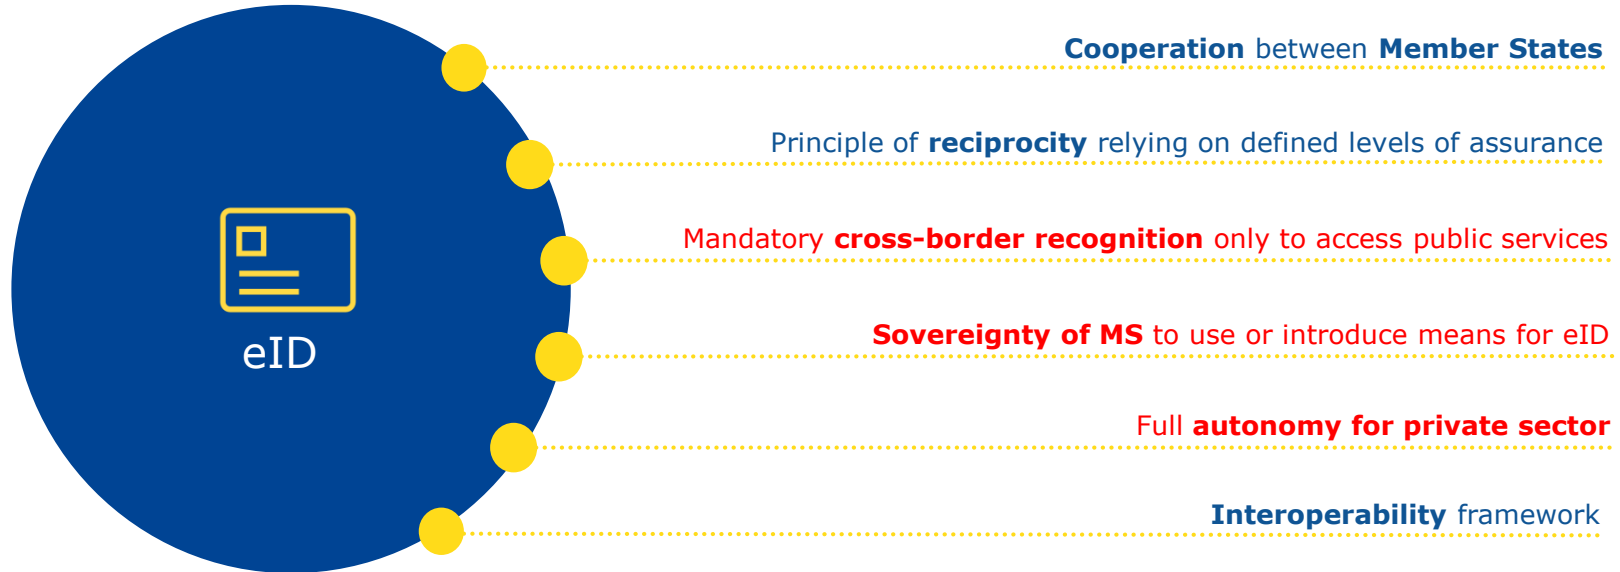 Cooperation between Member States
Principle of reciprocity relying on defined levels of assurance
Mandatory cross-border recognition only to access public services
Sovereignty of MS to use or introduce means for eID
eID
Full autonomy for private sector
Interoperability framework